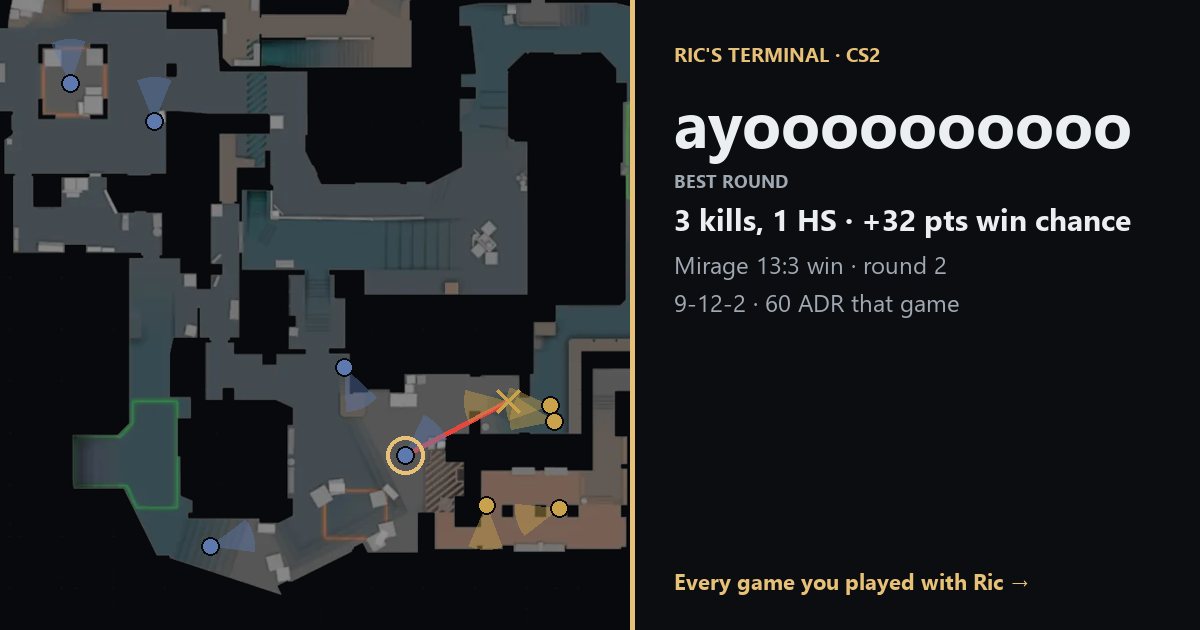 RIC'S TERMINAL · CS2
ayooooooooooo
BEST ROUND
3 kills, 1 HS · +32 pts win chance
Mirage 13:3 win · round 2
9-12-2 · 60 ADR that game
Every game you played with Ric →